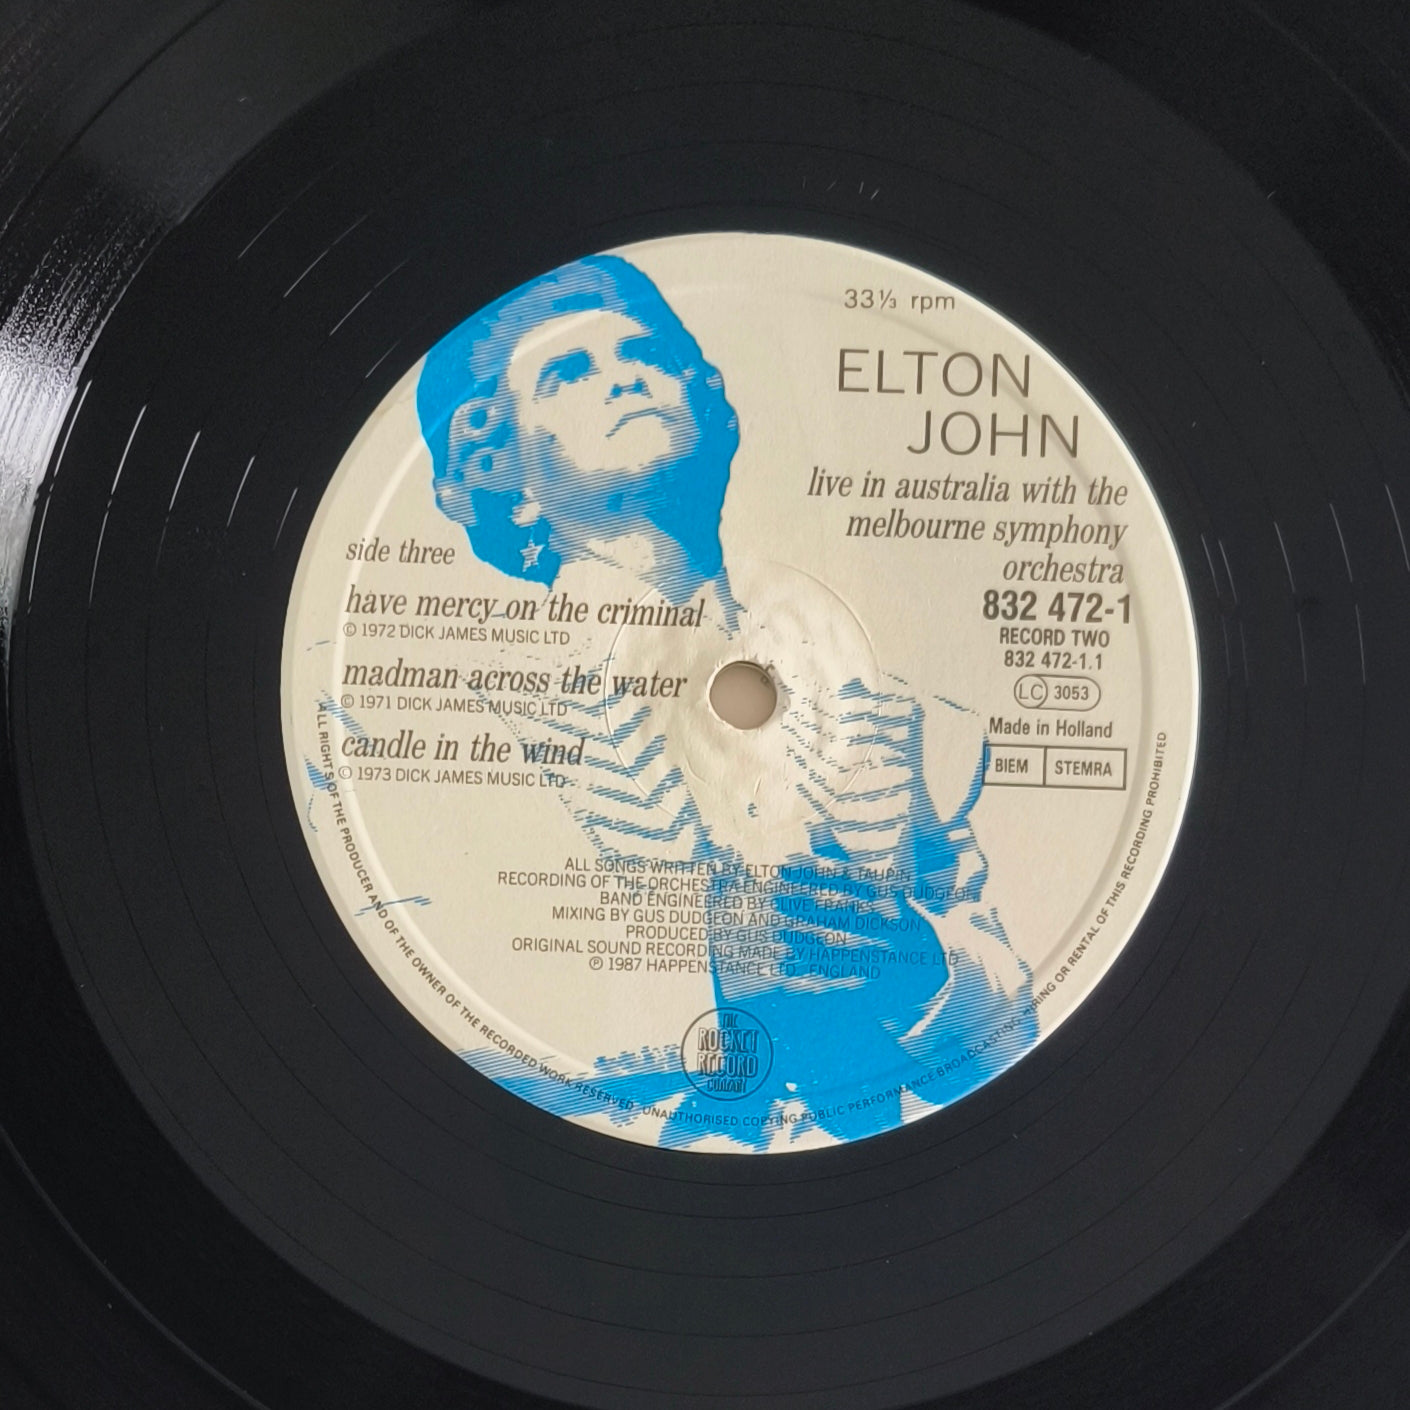 33⅓ rpm
ELTON
JOHN
live in australia with the
melbourne symphony
orchestra
832 472-1
RECORD TWO
832 472-1.1
LC 3053
Made in Holland
BIEM STEMRA
side three
have mercy on the criminal
© 1972 DICK JAMES MUSIC LTD
madman across the water
© 1971 DICK JAMES MUSIC LTD
candle in the wind
© 1973 DICK JAMES MUSIC LTD
ALL SONGS WRITTEN BY ELTON JOHN & TAUPIN
RECORDING OF THE ORCHESTRA ENGINEERED BY GUS DUDGEON
BAND ENGINEERED BY CLIVE FRANKS
MIXING BY GUS DUDGEON AND GRAHAM DICKSON
PRODUCED BY GUS DUDGEON
ORIGINAL SOUND RECORDING MADE BY HAPPENSTANCE LTD
℗ 1987 HAPPENSTANCE LTD. ENGLAND
THE
ROCKET
RECORD
COMPANY
ALL RIGHTS OF THE PRODUCER AND OF THE OWNER OF THE RECORDED WORK RESERVED. UNAUTHORISED COPYING PUBLIC PERFORMANCE BROADCASTING HIRING OR RENTAL OF THIS RECORDING PROHIBITED